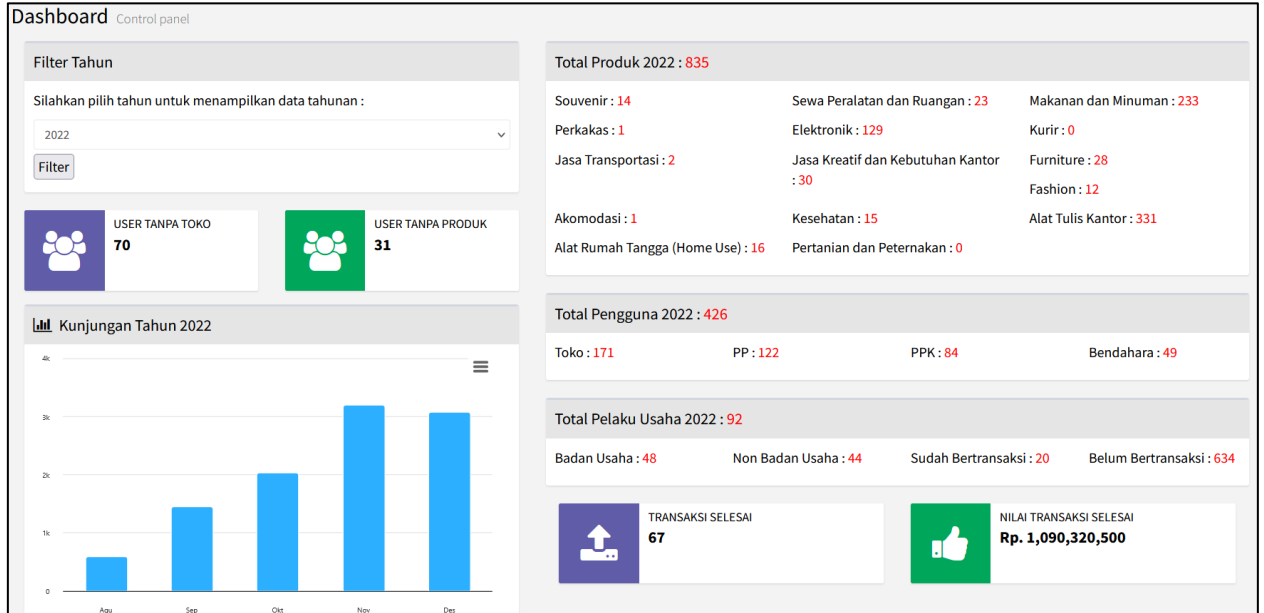 Dashboard Control panel
Filter Tahun
Silahkan pilih tahun untuk menampilkan data tahunan :
2022
Filter
USER TANPA TOKO
70
USER TANPA PRODUK
31
Kunjungan Tahun 2022
4k
3k
2k
1k
0
Agu Sep Okt Nov Des
Total Produk 2022 : 835
Souvenir : 14 Sewa Peralatan dan Ruangan : 23 Makanan dan Minuman : 233
Perkakas : 1 Elektronik : 129 Kurir : 0
Jasa Transportasi : 2 Jasa Kreatif dan Kebutuhan Kantor Furniture : 28
: 30
Fashion : 12
Akomodasi : 1 Kesehatan : 15 Alat Tulis Kantor : 331
Alat Rumah Tangga (Home Use) : 16 Pertanian dan Peternakan : 0
Total Pengguna 2022 : 426
Toko : 171 PP : 122 PPK : 84 Bendahara : 49
Total Pelaku Usaha 2022 : 92
Badan Usaha : 48 Non Badan Usaha : 44 Sudah Bertransaksi : 20 Belum Bertransaksi : 634
TRANSAKSI SELESAI
67
NILAI TRANSAKSI SELESAI
Rp. 1,090,320,500